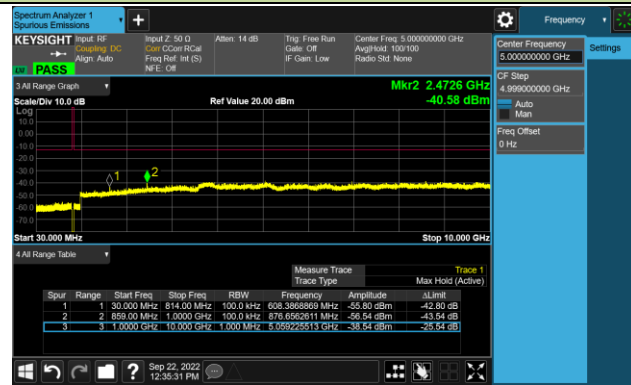 Spectrum Analyzer 1
Spurious Emissions
+
Frequency
KEYSIGHT Input: RF Input Z: 50 Ω Atten: 14 dB Trig: Free Run Center Freq: 5.000000000 GHz
Coupling: DC Corr CCorr RCal Gate: Off Avg|Hold: 100/100
Align: Auto Freq Ref: Int (S) IF Gain: Low Radio Std: None
NFE: Off
PASS
Center Frequency
5.000000000 GHz
Settings
CF Step
4.999000000 GHz
Auto
Man
Freq Offset
0 Hz
3 All Range Graph
Mkr2 2.4726 GHz
Scale/Div 10.0 dB Ref Value 20.00 dBm -40.58 dBm
Log
10.0
0.00
-10.0
-20.0
-30.0
-40.0
-50.0
-60.0
-70.0
1
2
Start 30.000 MHz Stop 10.000 GHz
4 All Range Table
Measure Trace Trace 1
Trace Type Max Hold (Active)
Spur Range Start Freq Stop Freq RBW Frequency Amplitude ΔLimit
1 1 30.000 MHz 814.00 MHz 100.0 kHz 608.3868869 MHz -55.80 dBm -42.80 dB
2 2 859.00 MHz 1.0000 GHz 100.0 kHz 876.6562611 MHz -56.54 dBm -43.54 dB
3 3 1.0000 GHz 10.000 GHz 1.000 MHz 5.059225513 GHz -38.54 dBm -25.54 dB
?
Sep 22, 2022
12:35:31 PM